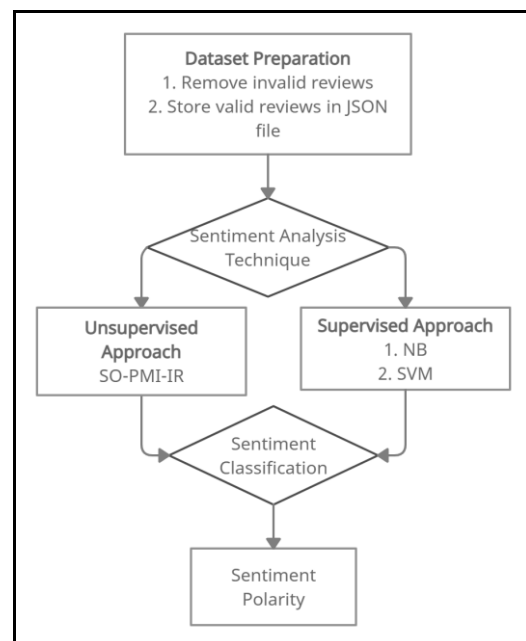 Dataset Preparation
1. Remove invalid reviews
2. Store valid reviews in JSON
file
Sentiment Analysis
Technique
Unsupervised
Approach
SO-PMI-IR
Supervised Approach
1. NB
2. SVM
Sentiment
Classification
Sentiment
Polarity